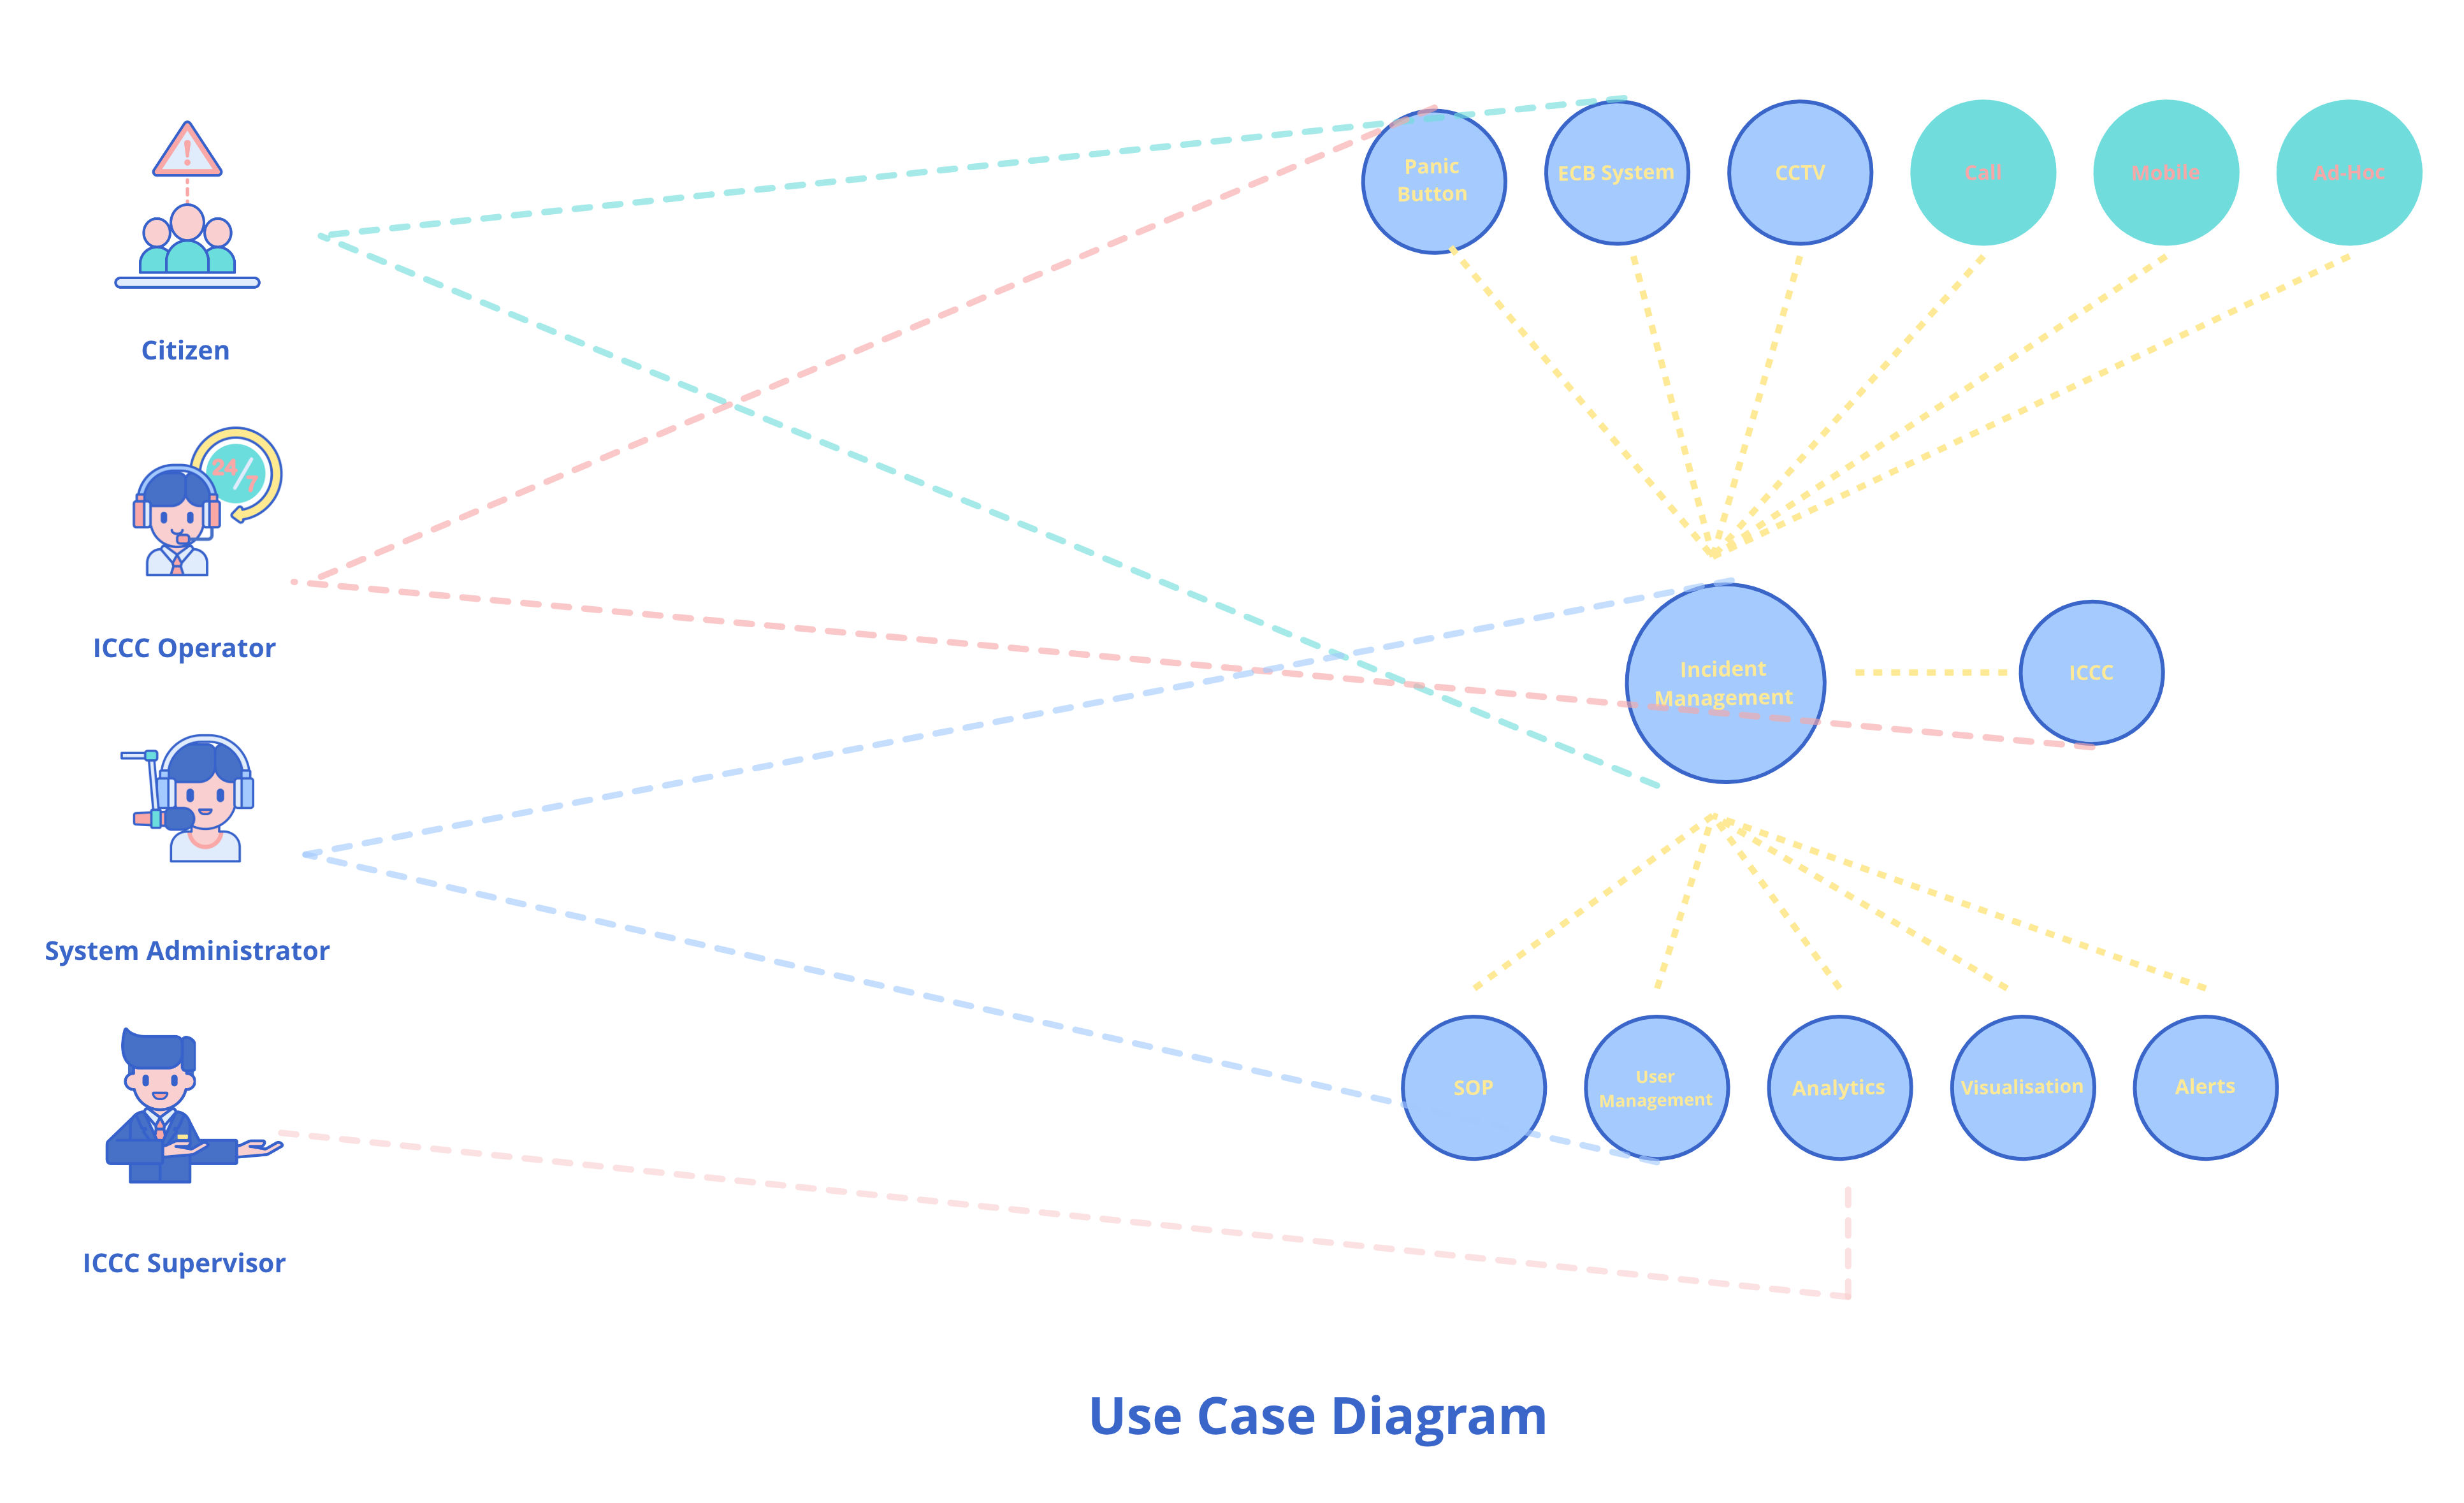 Panic
Button
ECB System
CCTV
Call
Mobile
Ad-Hoc
!
Citizen
24/7
ICCC Operator
Incident
Management
ICCC
System Administrator
SOP
User
Management
Analytics
Visualisation
Alerts
ICCC Supervisor
Use Case Diagram